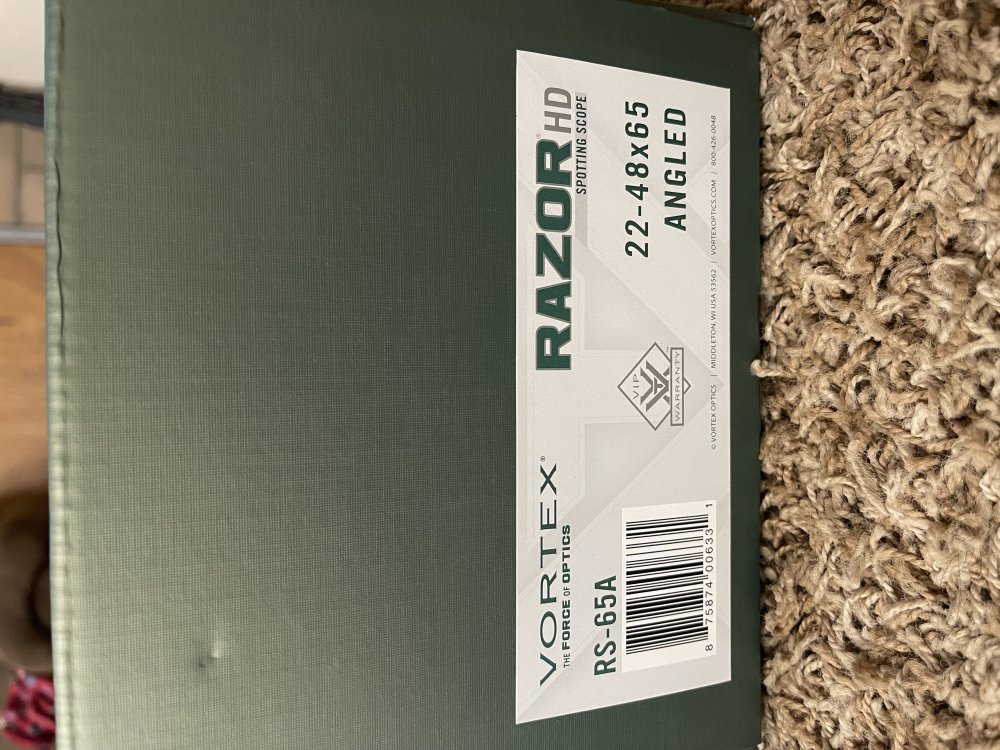 VORTEX®
THE FORCE OF OPTICS
RS-65A
8 75874 00633 1
VIP
WARRANTY™
RAZOR® HD
SPOTTING SCOPE
22-48x65
ANGLED
© VORTEX OPTICS | MIDDLETON, WI USA 53562 | VORTEXOPTICS.COM | 800-426-0048